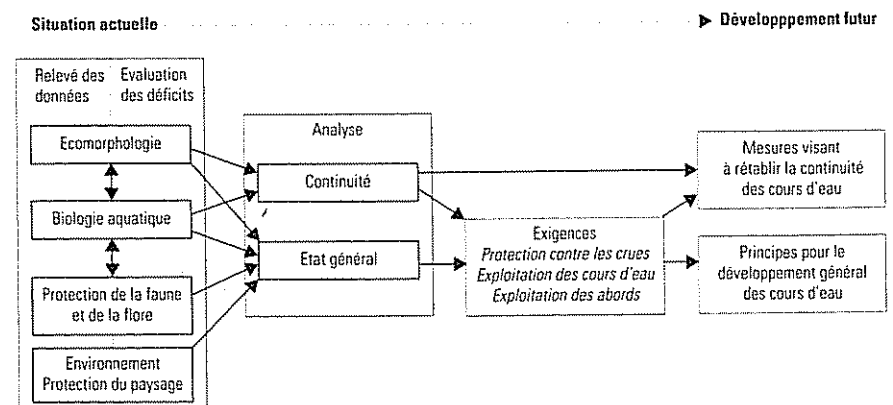 Situation actuelle
Développpement futur
Relevé des données
Evaluation des déficits
Ecomorphologie
Biologie aquatique
Protection de la faune
et de la flore
Environnement
Protection du paysage
Analyse
Continuité
Etat général
Exigences
Protection contre les crues
Exploitation des cours d'eau
Exploitation des abords
Mesures visant
à rétablir la continuité
des cours d'eau
Principes pour le
développement général
des cours d'eau